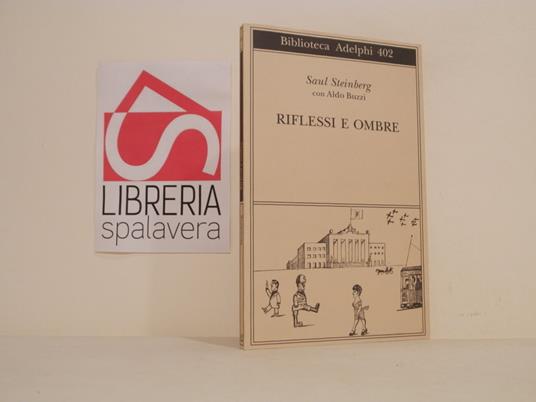 LIBRERIA
spalavera
Biblioteca Adelphi 402
Saul Steinberg
con Aldo Buzzi
RIFLESSI E OMBRE